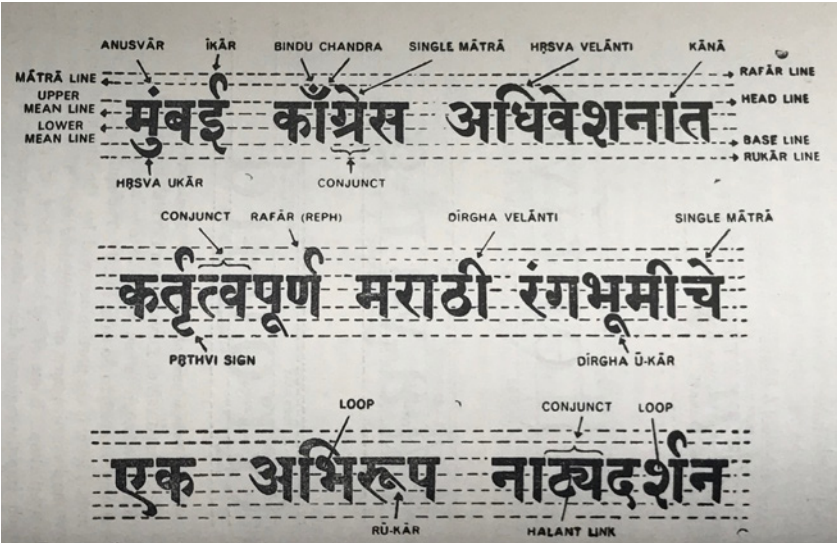 ANUSVĀR ĪKĀR BINDU CHANDRA SINGLE MĀTRĀ HṚSVA VELĀNTI KĀNĀ
MĀTRĀ LINE RAFĀR LINE
UPPER MEAN LINE HEAD LINE
मुंबई काँग्रेस अधिवेशनात
LOWER MEAN LINE BASE LINE
RUKĀR LINE
HṚSVA UKĀR CONJUNCT
CONJUNCT RAFĀR (REPH) DĪRGHA VELĀNTI SINGLE MĀTRĀ
कर्तृत्वपूर्ण मराठी रंगभूमीचे
PṚTHVI SIGN DĪRGHA Ū-KĀR
LOOP CONJUNCT LOOP
एक अभिरूप नाट्यदर्शन
RŪ-KĀR HALANT LINK